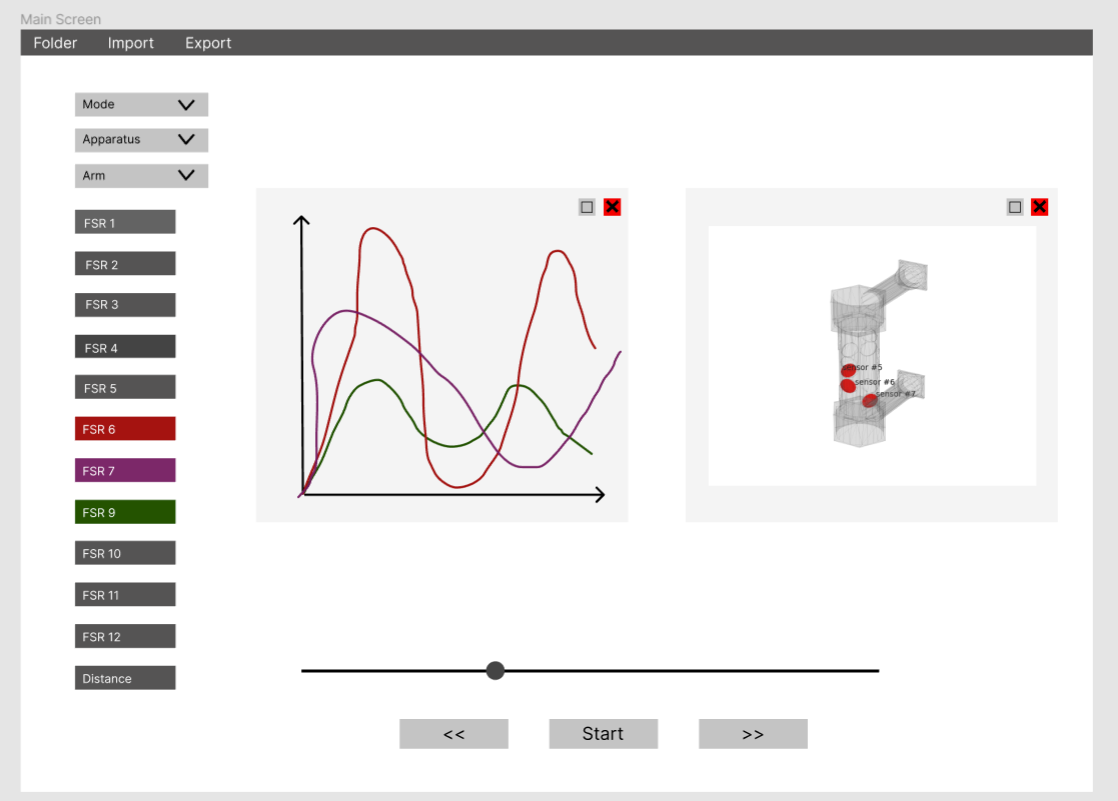 Main Screen
Folder Import Export
Mode
Apparatus
Arm
FSR 1
FSR 2
FSR 3
FSR 4
FSR 5
FSR 6
FSR 7
FSR 9
FSR 10
FSR 11
FSR 12
Distance
sensor #5
sensor #6
sensor #7
<< Start >>